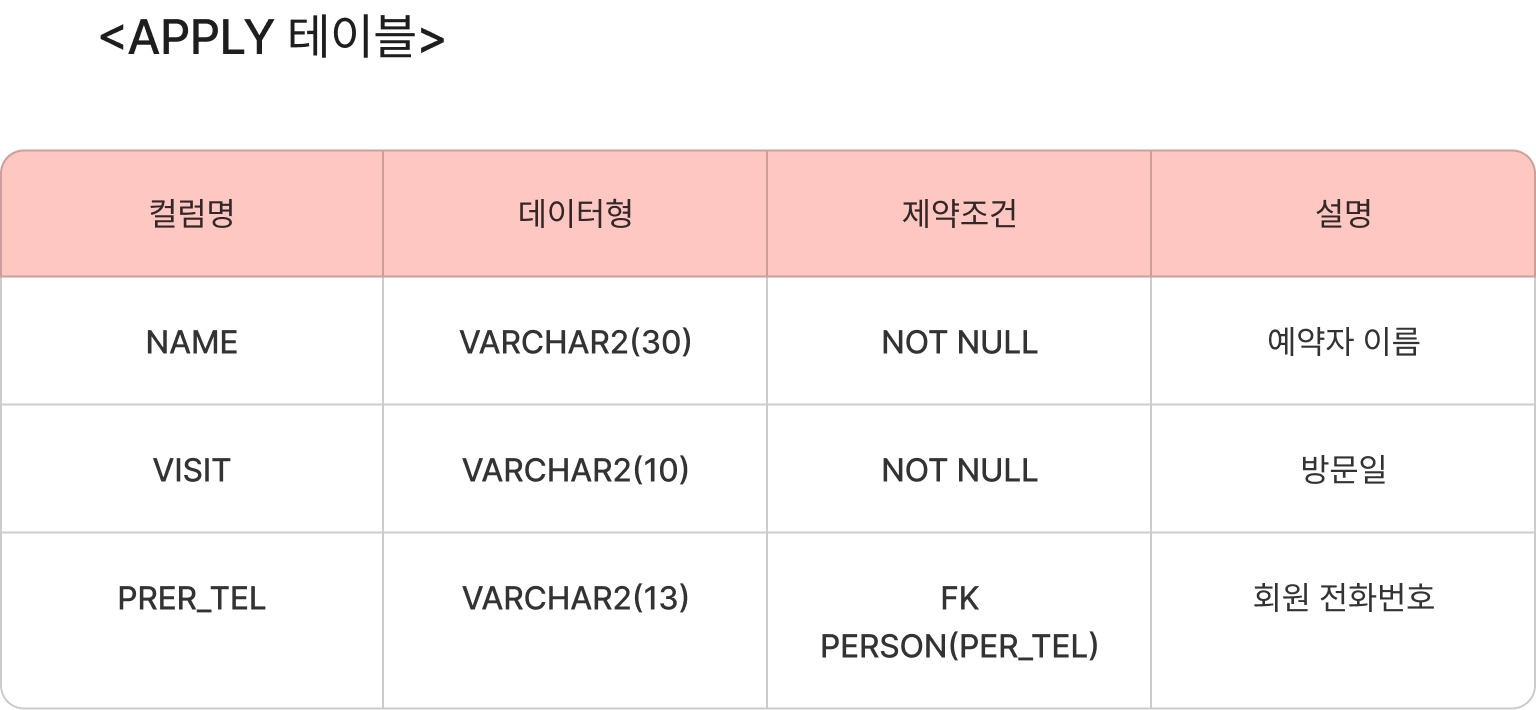 <APPLY 테이블>
컬럼명 데이터형 제약조건 설명
NAME VARCHAR2(30) NOT NULL 예약자 이름
VISIT VARCHAR2(10) NOT NULL 방문일
PRER_TEL VARCHAR2(13) FK 회원 전화번호
PERSON(PER_TEL)